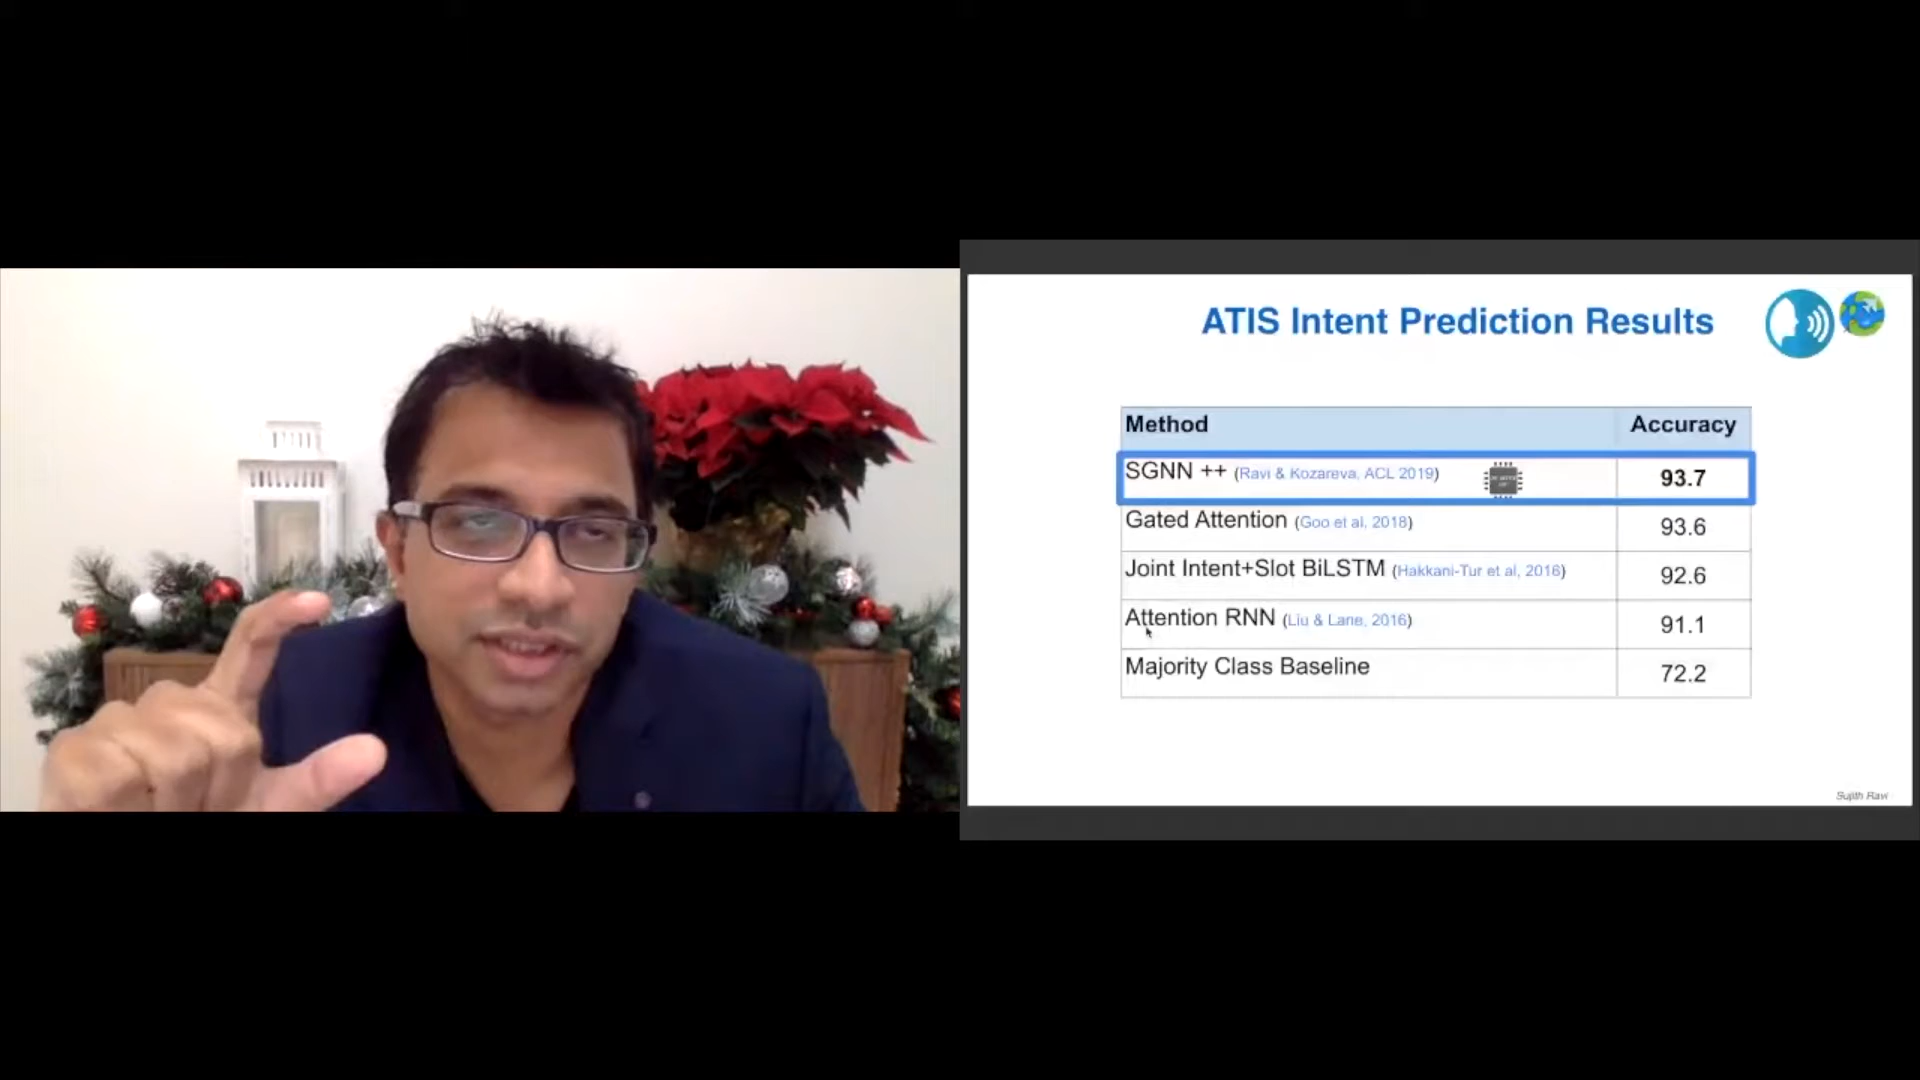 ATIS Intent Prediction Results
Method Accuracy
SGNN ++ (Ravi & Kozareva, ACL 2019) 93.7
Gated Attention (Goo et al, 2018) 93.6
Joint Intent+Slot BiLSTM (Hakkani-Tur et al, 2016) 92.6
Attention RNN (Liu & Lane, 2016) 91.1
Majority Class Baseline 72.2
Sujith Ravi